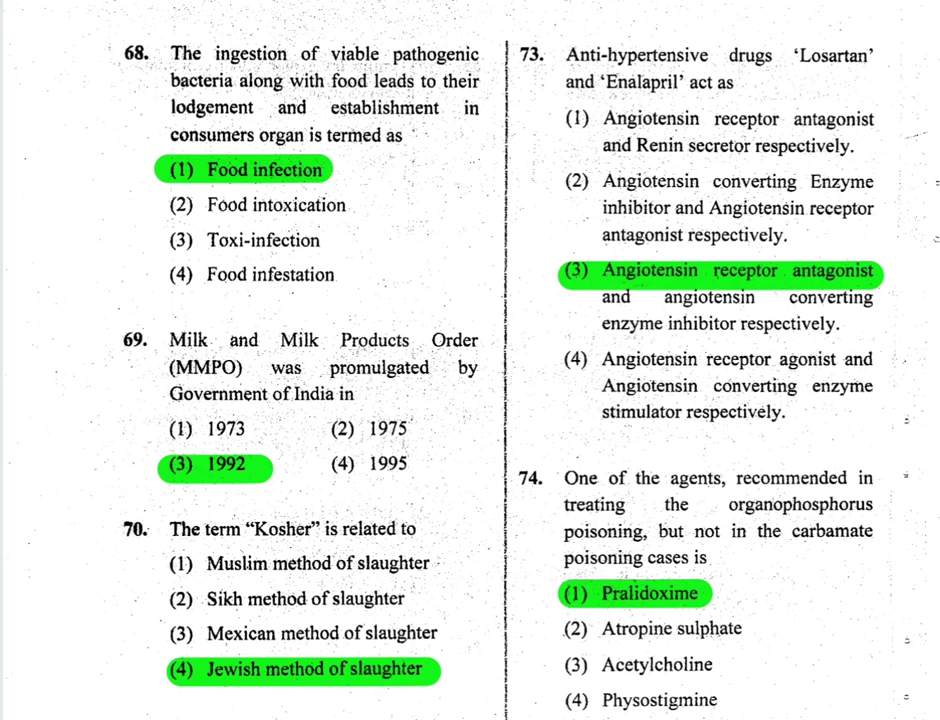 68. The ingestion of viable pathogenic
bacteria along with food leads to their
lodgement and establishment in
consumers organ is termed as
(1) Food infection
(2) Food intoxication
(3) Toxi-infection
(4) Food infestation
69. Milk and Milk Products Order
(MMPO) was promulgated by
Government of India in
(1) 1973 (2) 1975
(3) 1992 (4) 1995
70. The term “Kosher” is related to
(1) Muslim method of slaughter
(2) Sikh method of slaughter
(3) Mexican method of slaughter
(4) Jewish method of slaughter
73. Anti-hypertensive drugs ‘Losartan’
and ‘Enalapril’ act as
(1) Angiotensin receptor antagonist
and Renin secretor respectively.
(2) Angiotensin converting Enzyme
inhibitor and Angiotensin receptor
antagonist respectively.
(3) Angiotensin receptor antagonist
and angiotensin converting
enzyme inhibitor respectively.
(4) Angiotensin receptor agonist and
Angiotensin converting enzyme
stimulator respectively.
74. One of the agents, recommended in
treating the organophosphorus
poisoning, but not in the carbamate
poisoning cases is
(1) Pralidoxime
(2) Atropine sulphate
(3) Acetylcholine
(4) Physostigmine